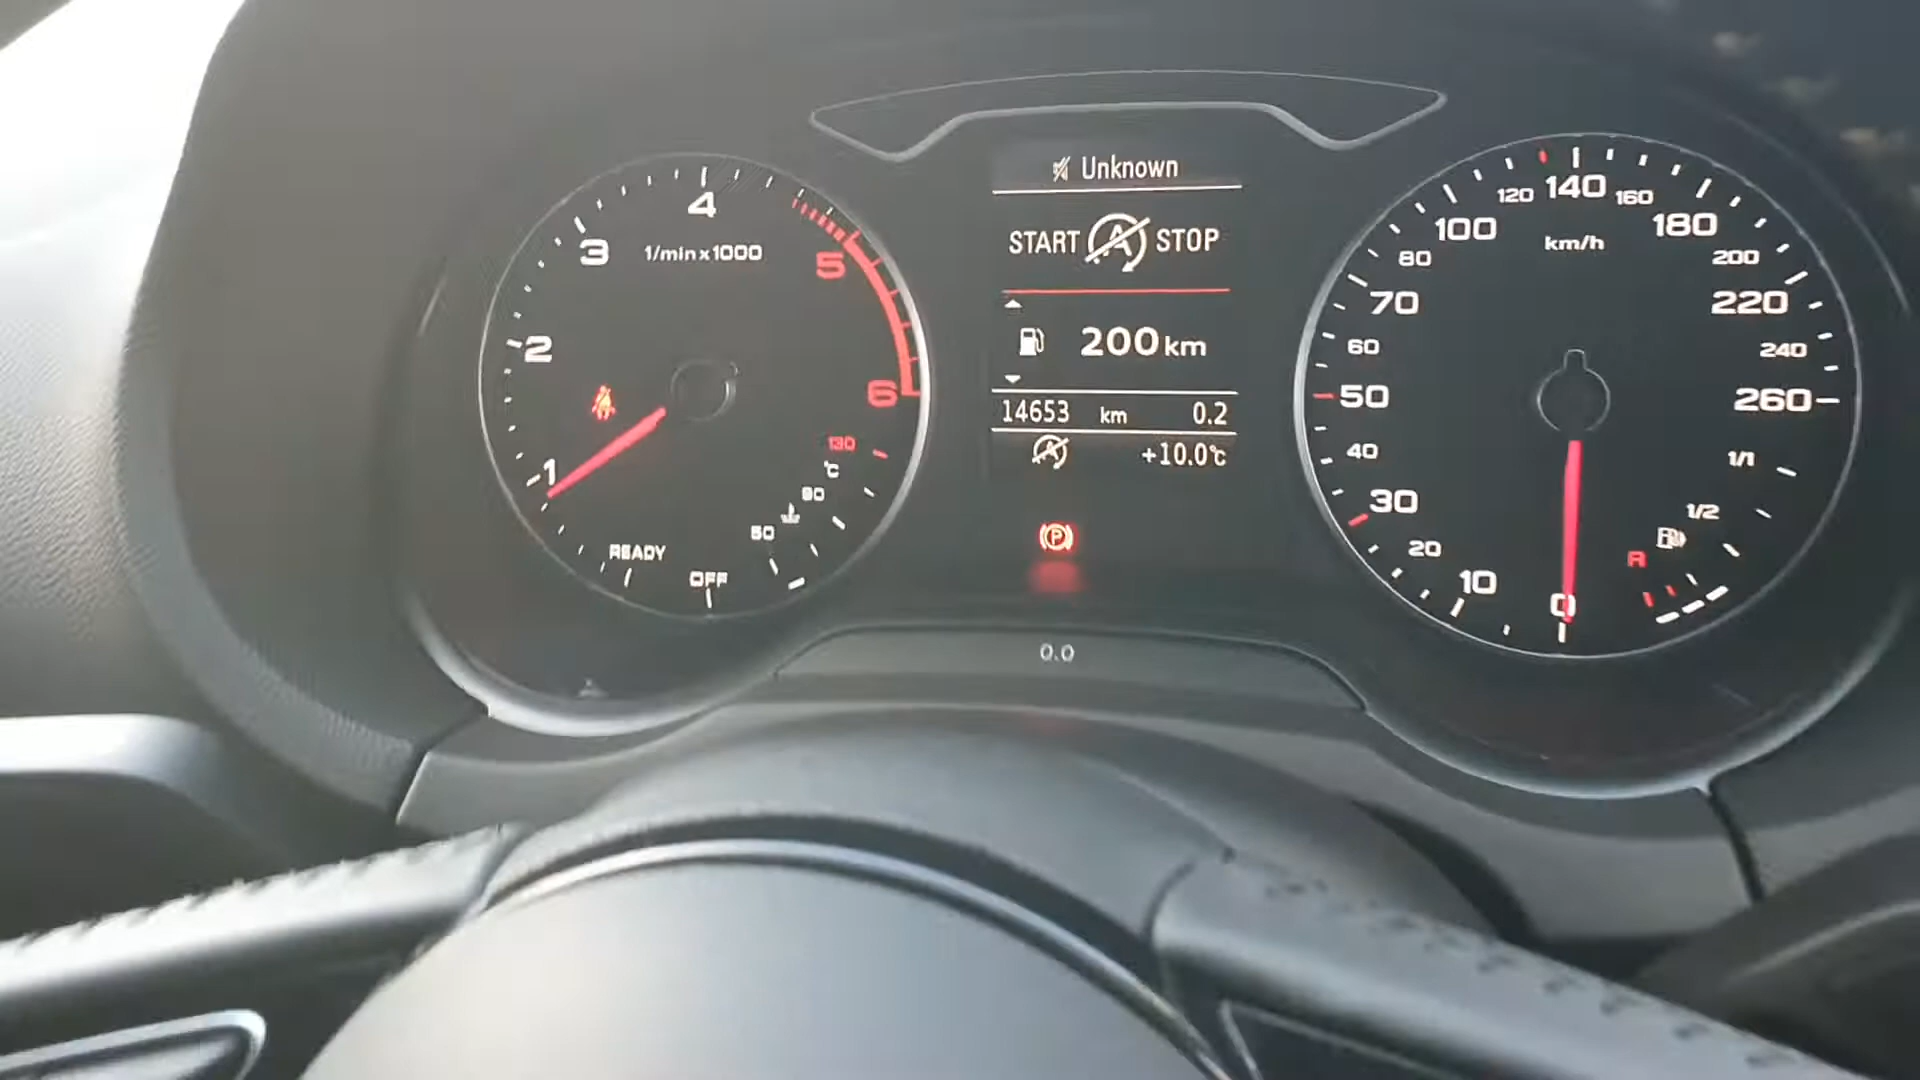 Unknown
START A STOP
200 km
14653 km 0.2
+10.0°C
P
0.0
1/min x 1000
1
2
3
4
5
6
READY
OFF
50
90
°C
130
km/h
0
10
20
30
40
50
60
70
80
100
120
140
160
180
200
220
240
260
1/1
1/2
R